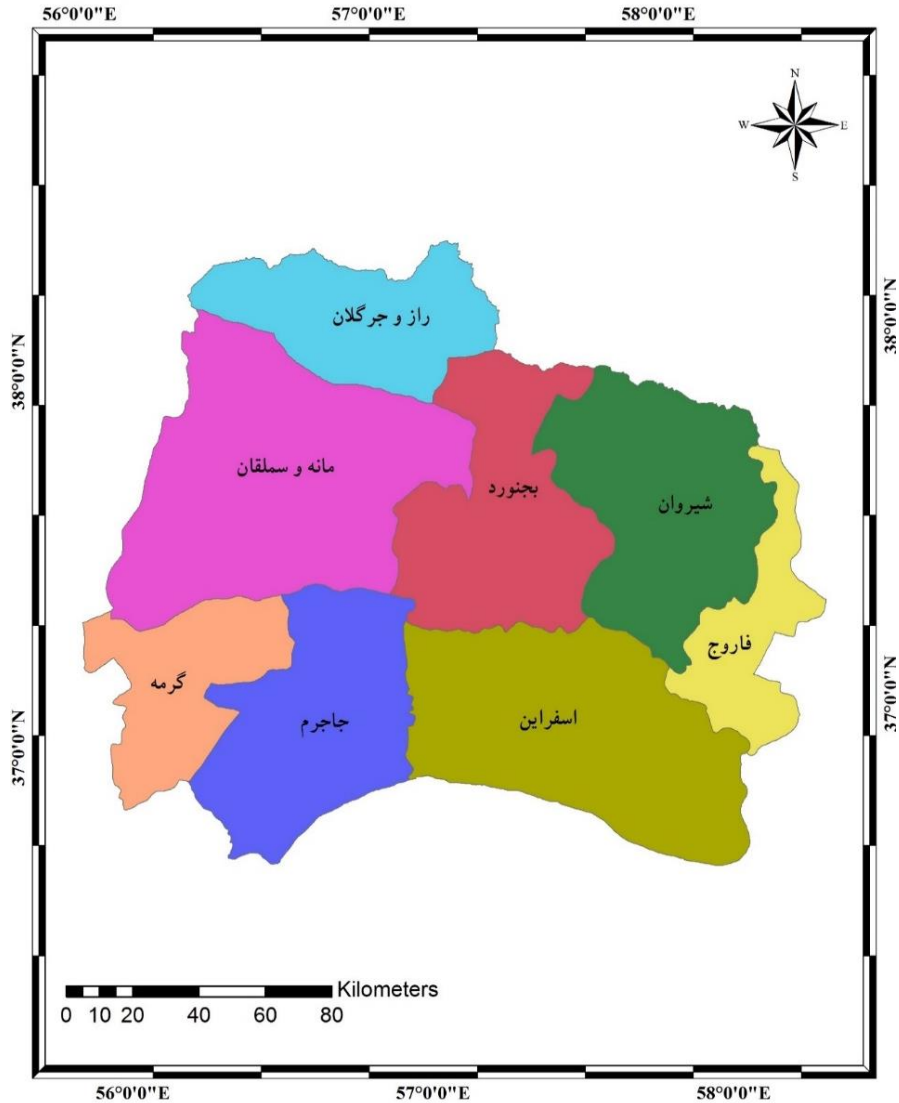 56°0'0"E 57°0'0"E 58°0'0"E
N
W E
S
38°0'0"N
38°0'0"N
راز و جرگلان
مانه و سملقان
بجنورد
شیروان
فاروج
گرمه
جاجرم
اسفراین
37°0'0"N
37°0'0"N
Kilometers
0 10 20 40 60 80
56°0'0"E 57°0'0"E 58°0'0"E